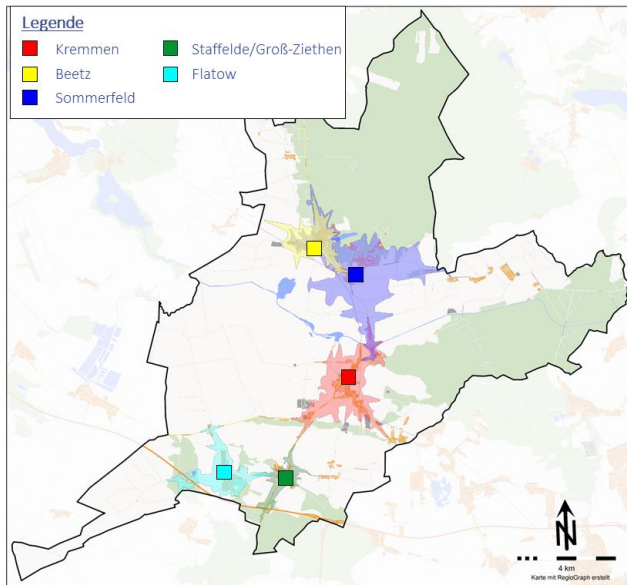 Legende
Kremmen
Staffelde/Groß-Ziethen
Beetz
Flatow
Sommerfeld
N
4 km
Karte mit RegioGraph erstellt